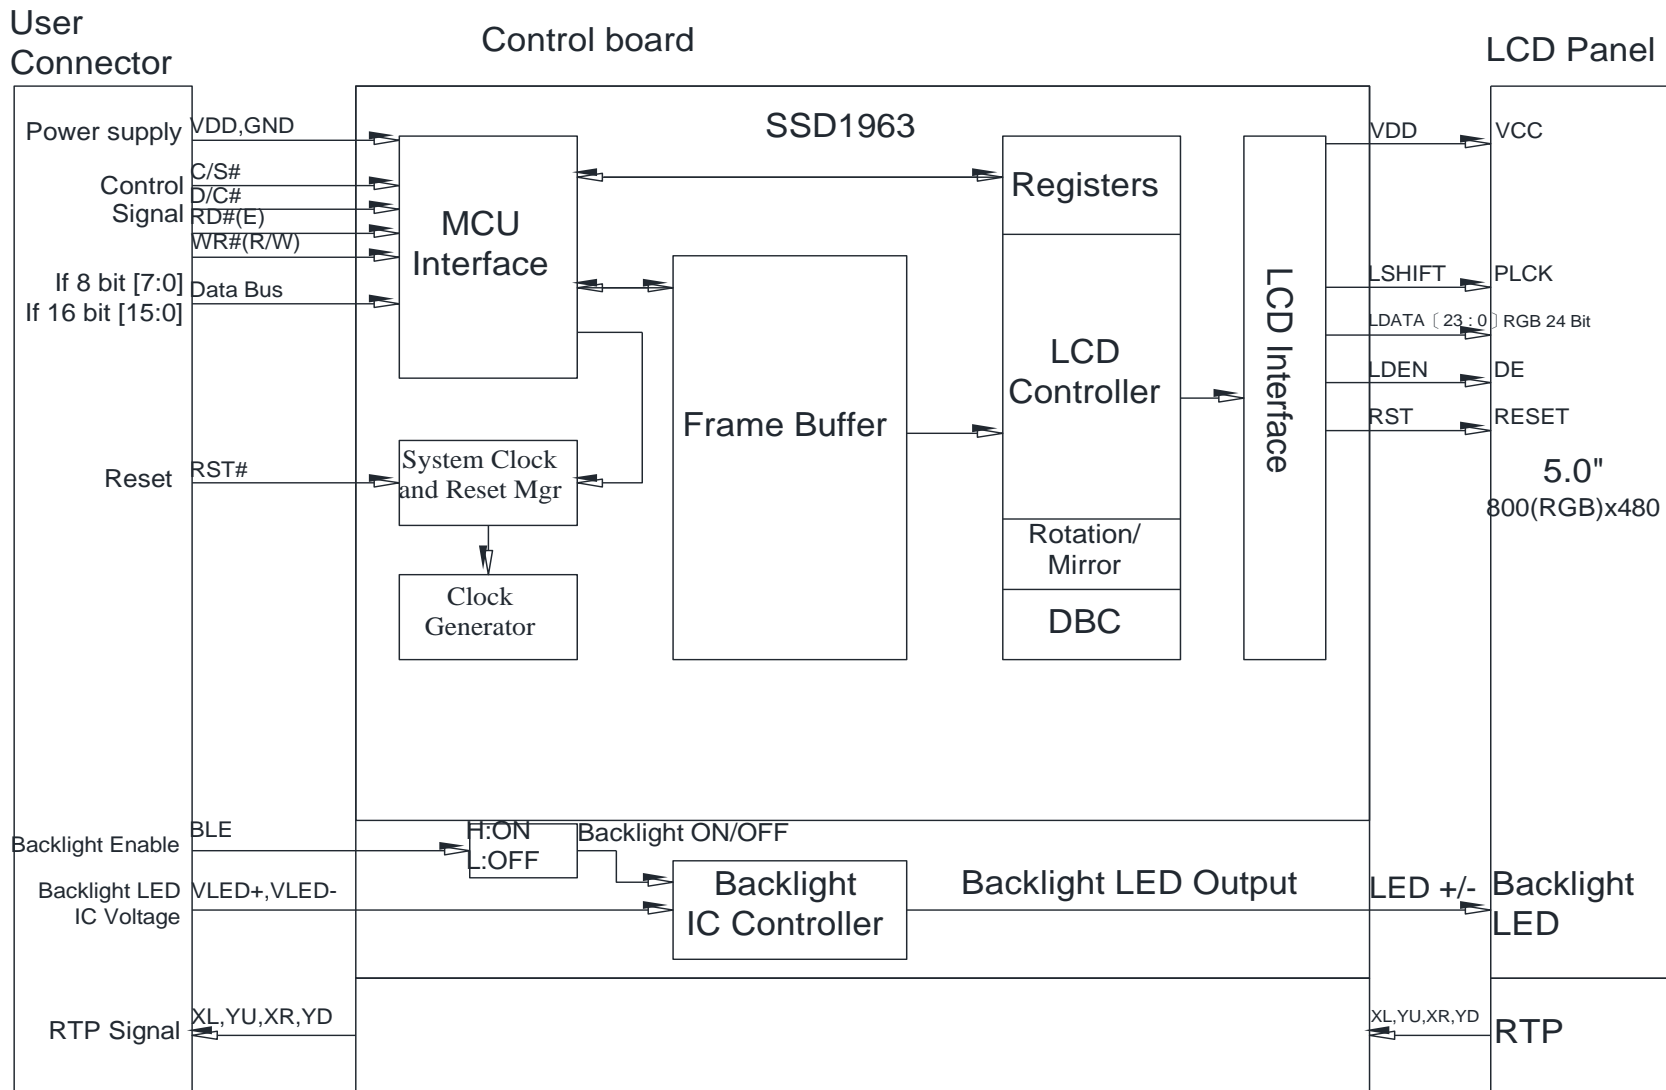 User
Connector
Control board
LCD Panel
Power supply
VDD,GND
Control
Signal
C/S#
D/C#
RD#(E)
WR#(R/W)
If 8 bit [7:0]
If 16 bit [15:0]
Data Bus
Reset
RST#
SSD1963
MCU
Interface
System Clock
and Reset Mgr
Clock
Generator
Frame Buffer
Registers
LCD
Controller
Rotation/
Mirror
DBC
LCD Interface
VDD
VCC
LSHIFT
PLCK
LDATA〔23:0〕RGB 24 Bit
LDEN
DE
RST
RESET
5.0"
800(RGB)x480
Backlight Enable
BLE
H:ON
L:OFF
Backlight ON/OFF
Backlight LED
IC Voltage
VLED+,VLED-
Backlight
IC Controller
Backlight LED Output
LED +/-
Backlight
LED
RTP Signal
XL,YU,XR,YD
XL,YU,XR,YD
RTP